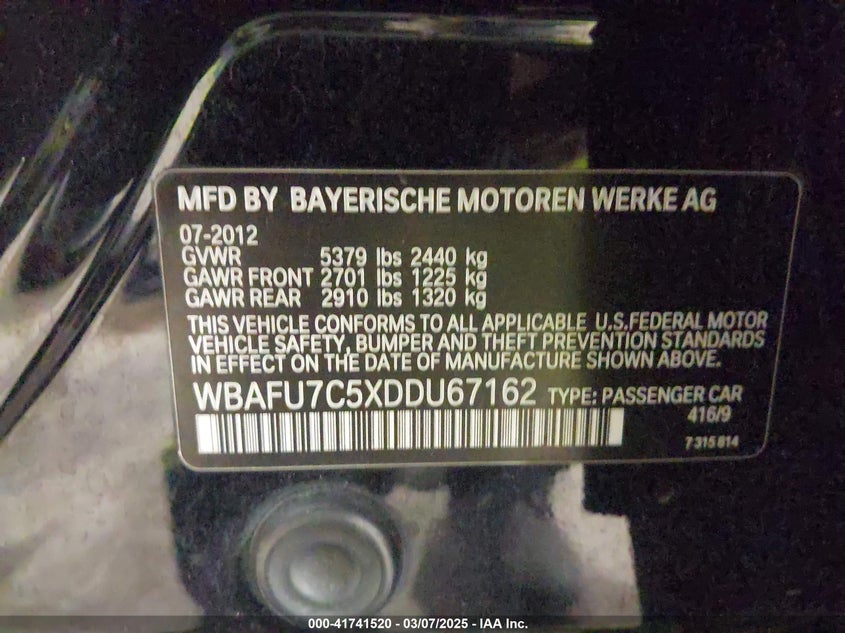 MFD BY BAYERISCHE MOTOREN WERKE AG
07-2012
GVWR 5379 lbs 2440 kg
GAWR FRONT 2701 lbs 1225 kg
GAWR REAR 2910 lbs 1320 kg
THIS VEHICLE CONFORMS TO ALL APPLICABLE U.S.FEDERAL MOTOR
VEHICLE SAFETY, BUMPER AND THEFT PREVENTION STANDARDS
IN EFFECT ON THE DATE OF MANUFACTURE SHOWN ABOVE.
WBAFU7C5XDDU67162 TYPE: PASSENGER CAR
416/9
7 315 814
000-41741520 | 03/07/2025 - IAA Inc.